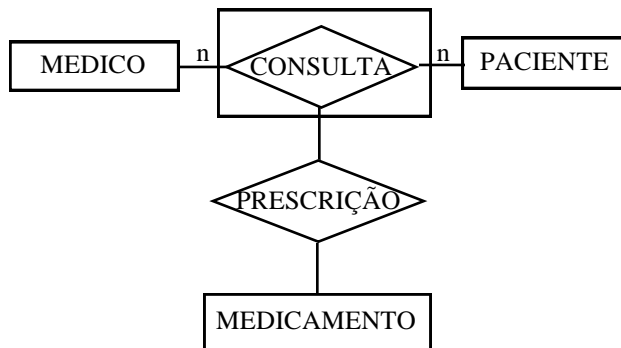 MEDICO n CONSULTA n PACIENTE
PRESCRIÇÃO
MEDICAMENTO